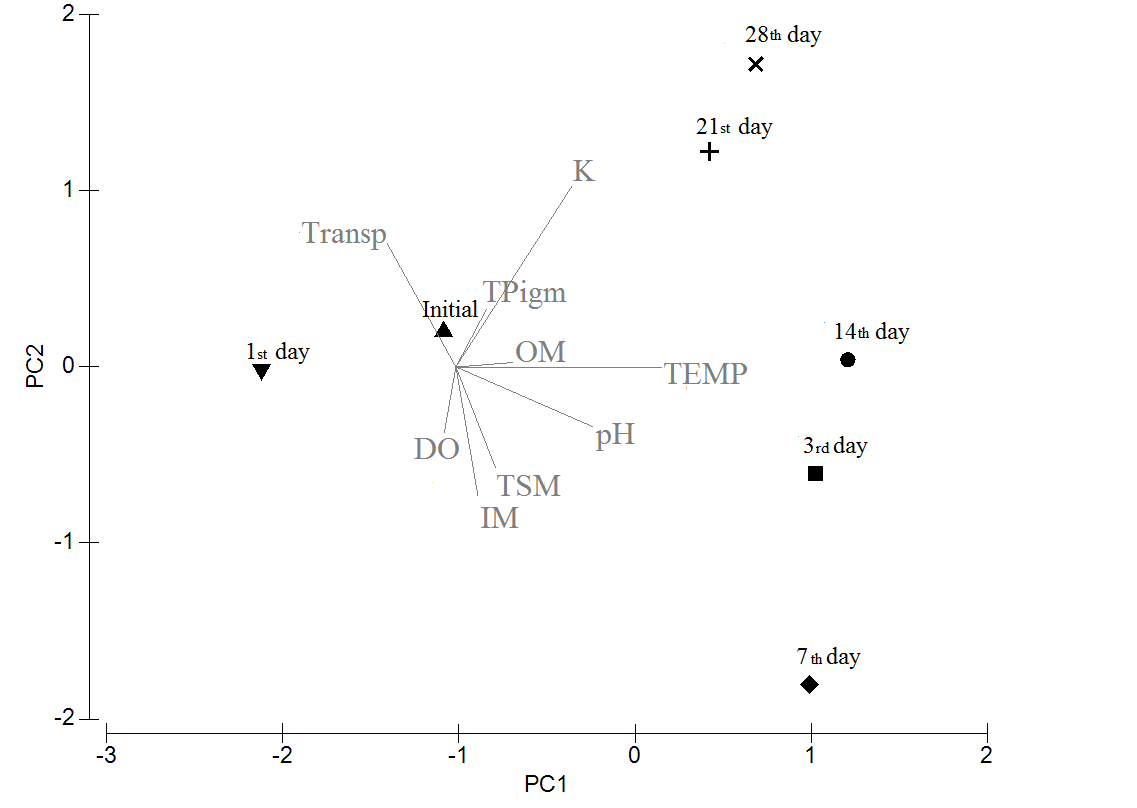 2
28th day
21st day
K
1
Transp
TPigm
Initial
14th day
1st day
OM
PC2
0
TEMP
pH
3rd day
DO
TSM
IM
-1
7th day
-2
-3
-2
-1
0
1
2
PC1